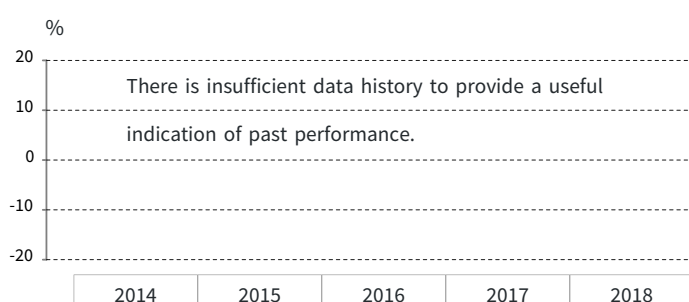 %
20
There is insufficient data history to provide a useful
10
indication of past performance.
0
-10
-20
2014 2015 2016 2017 2018